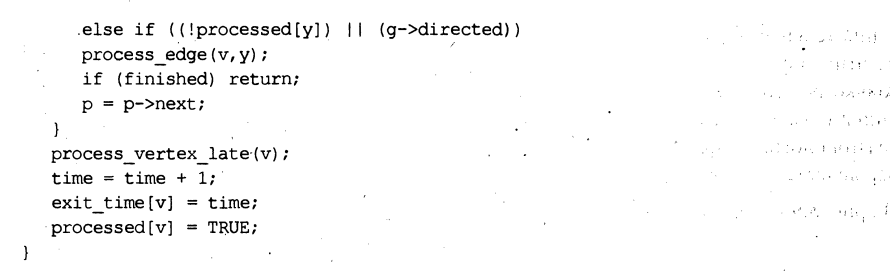 else if ((!processed[y]) || (g->directed))
process_edge(v,y);
if (finished) return;
p = p->next;
}
process_vertex_late(v);
time = time + 1;
exit_time[v] = time;
processed[v] = TRUE;
}